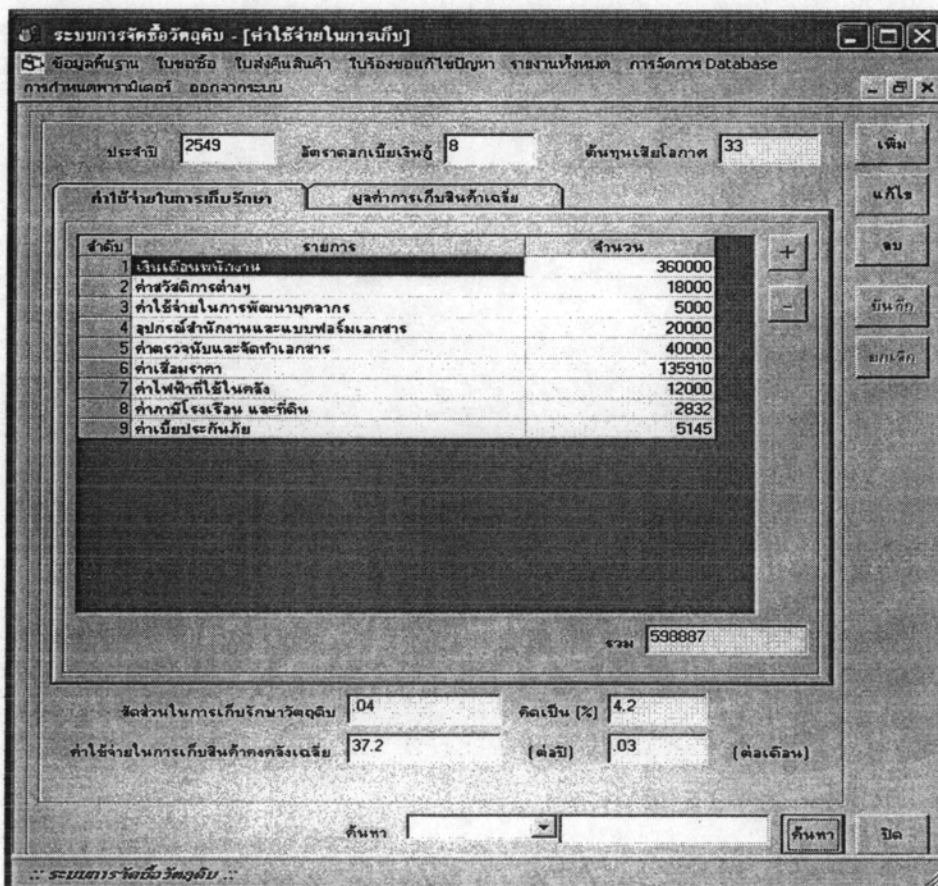 ระบบการจัดซื้อวัตถุดิบ - [ค่าใช้จ่ายในการเก็บ]
ข้อมูลพื้นฐาน ใบขอซื้อ ใบส่งคืนสินค้า ใบร้องขอแก้ไขปัญหา รายงานทั้งหมด การจัดการ Database
การกำหนดพารามิเตอร์ ออกจากระบบ
ประจำปี 2549 อัตราดอกเบี้ยเงินกู้ 8 ต้นทุนเสียโอกาศ 33 เพิ่ม
ค่าใช้จ่ายในการเก็บรักษา มูลค่าการเก็บสินค้าเฉลี่ย แก้ไข
ลำดับ รายการ จำนวน + ลบ
1 เงินเดือนพนักงาน 360000
2 ค่าสวัสดิการต่างๆ 18000
3 ค่าใช้จ่ายในการพัฒนาบุคลากร 5000 - บันทึก
4 อุปกรณ์สำนักงานและแบบฟอร์มเอกสาร 20000
5 ค่าตรวจนับและจัดทำเอกสาร 40000 ยกเลิก
6 ค่าเสื่อมราคา 135910
7 ค่าไฟฟ้าที่ใช้ในคลัง 12000
8 ค่าภาษีโรงเรือน และที่ดิน 2832
9 ค่าเบี้ยประกันภัย 5145
รวม 598887
สัดส่วนในการเก็บรักษาวัตถุดิบ .04 คิดเป็น (%) 4.2
ค่าใช้จ่ายในการเก็บสินค้าคงคลังเฉลี่ย 37.2 (ต่อปี) .03 (ต่อเดือน)
ค้นหา ค้นหา ปิด
.:: ระบบการจัดซื้อวัตถุดิบ ::.